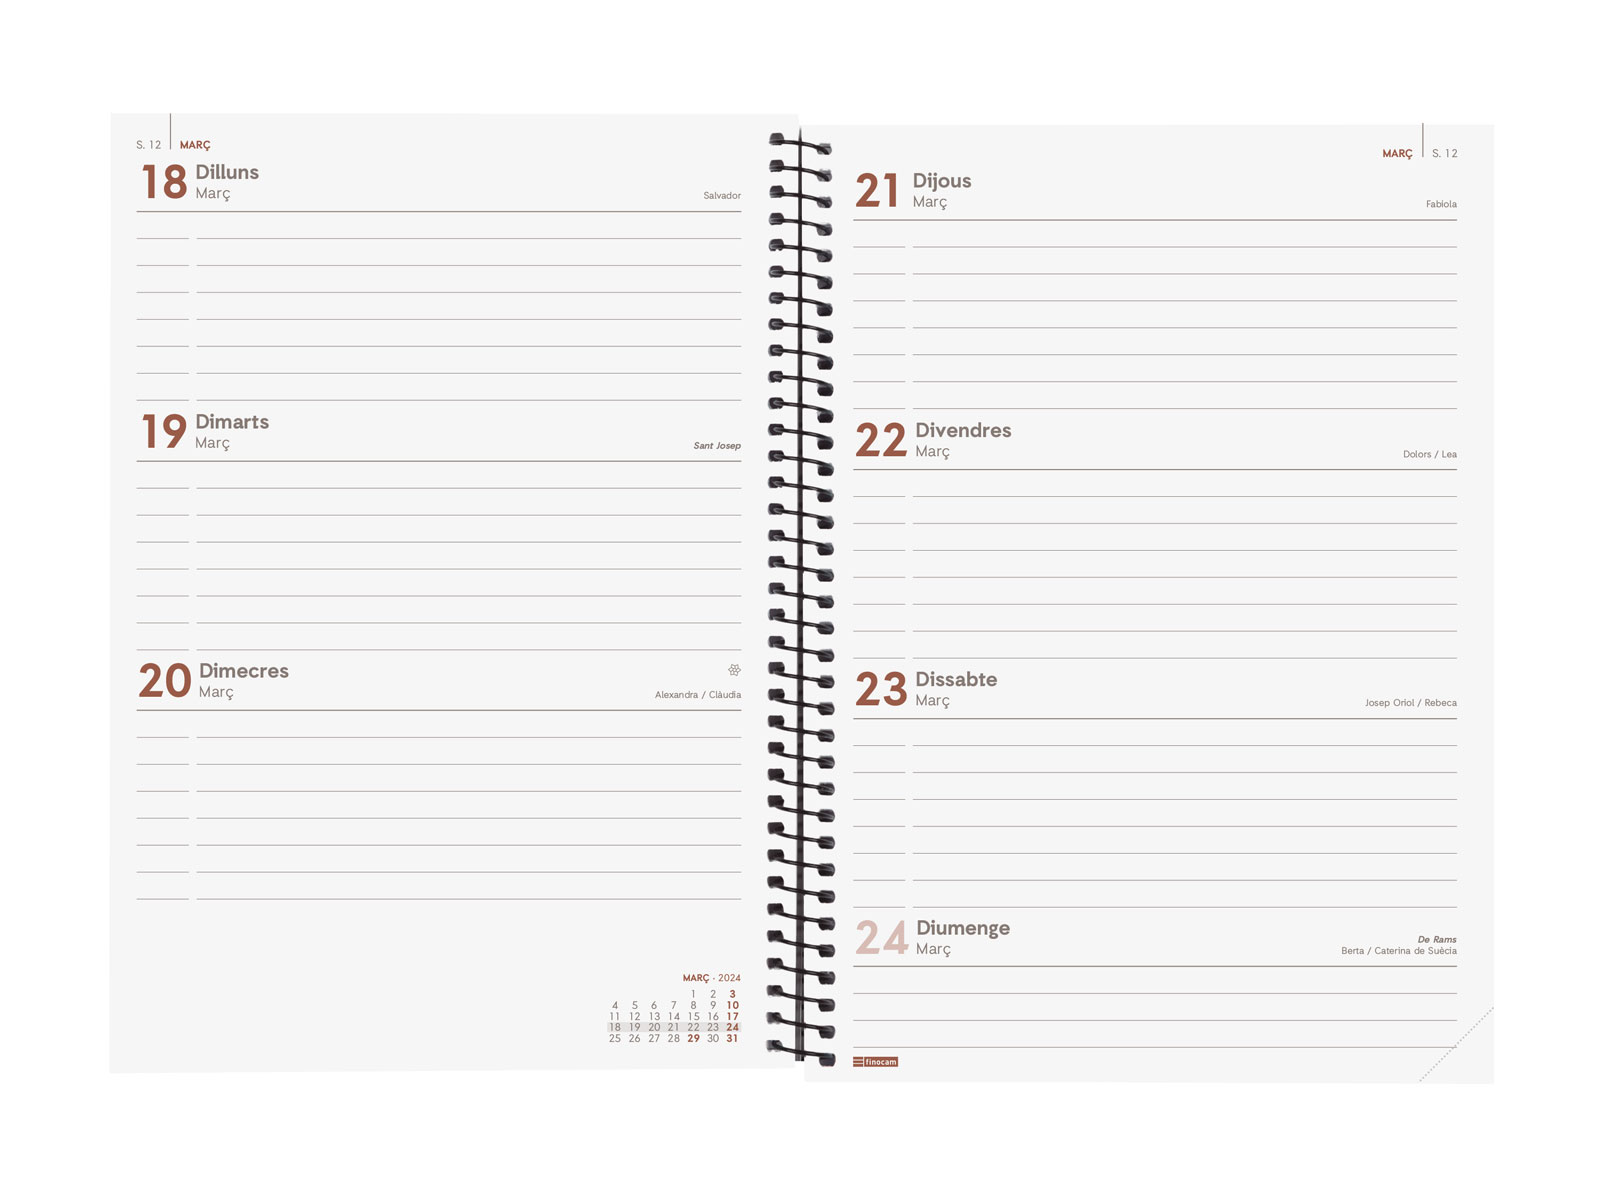 S. 12 MARÇ
18 Dilluns
Març
Salvador
19 Dimarts
Març
Sant Josep
20 Dimecres
Març
Alexandra / Clàudia
MARÇ · 2024
1 2 3
4 5 6 7 8 9 10
11 12 13 14 15 16 17
18 19 20 21 22 23 24
25 26 27 28 29 30 31
MARÇ S. 12
21 Dijous
Març
Fabiola
22 Divendres
Març
Dolors / Lea
23 Dissabte
Març
Josep Oriol / Rebeca
24 Diumenge
Març
De Rams
Berta / Caterina de Suècia
finocam